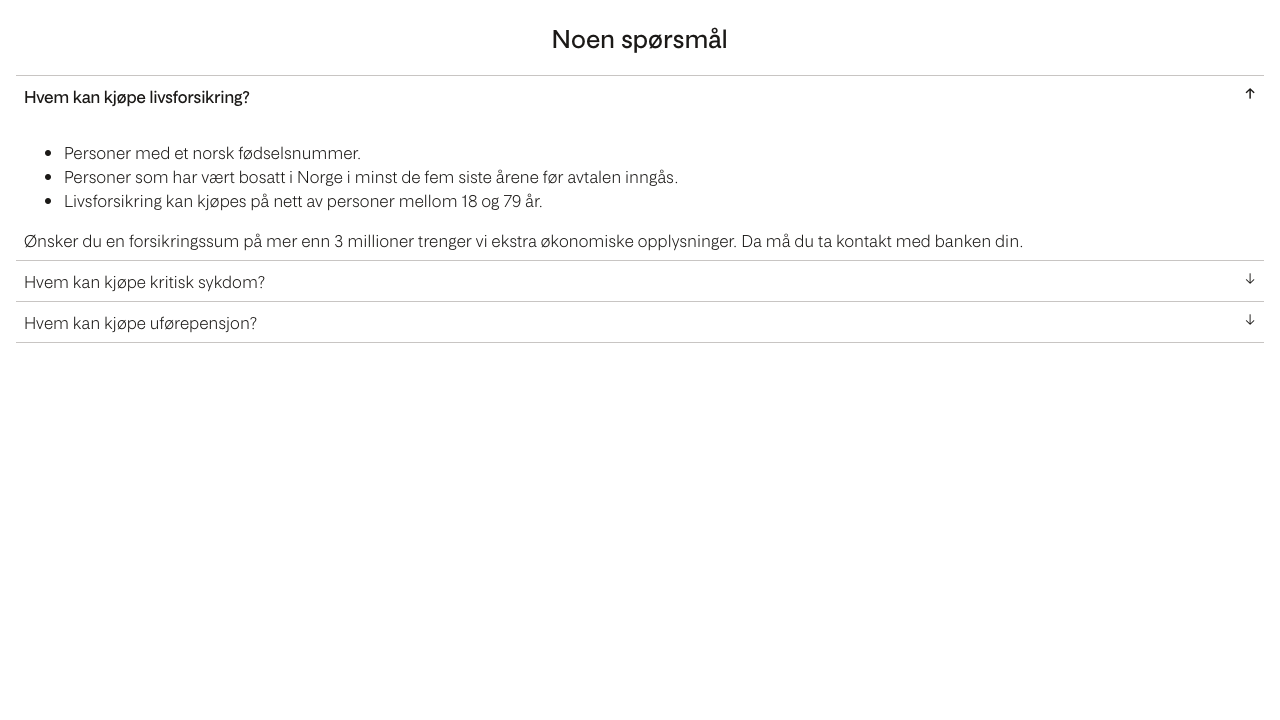 Noen spørsmål
Hvem kan kjøpe livsforsikring?
Personer med et norsk fødselsnummer.
Personer som har vært bosatt i Norge i minst de fem siste årene før avtalen inngås.
Livsforsikring kan kjøpes på nett av personer mellom 18 og 79 år.
Ønsker du en forsikringssum på mer enn 3 millioner trenger vi ekstra økonomiske opplysninger. Da må du ta kontakt med banken din.
Hvem kan kjøpe kritisk sykdom?
Hvem kan kjøpe uførepensjon?